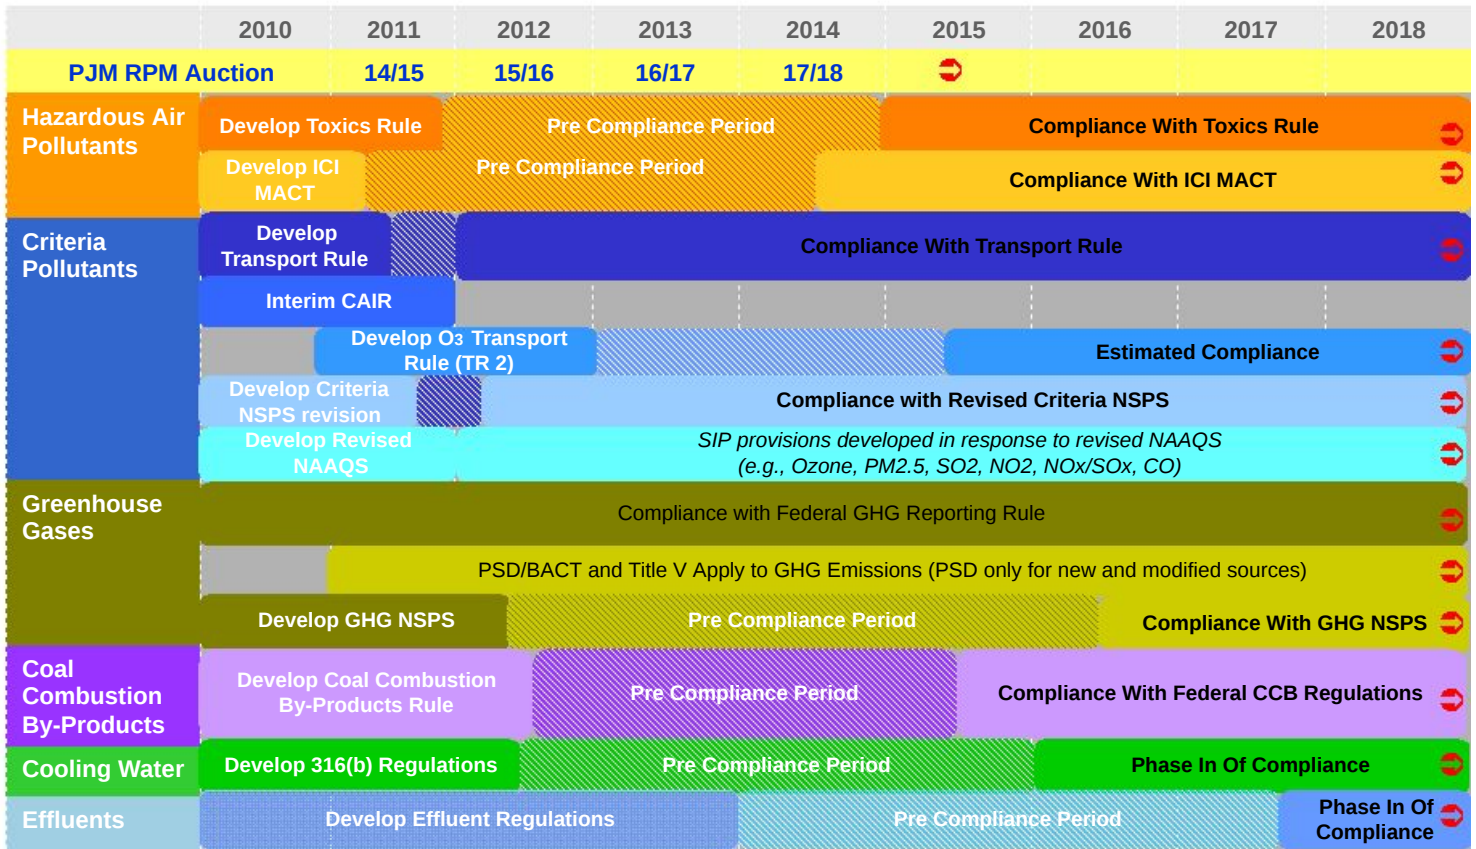 2010 2011 2012 2013 2014 2015 2016 2017 2018
PJM RPM Auction 14/15 15/16 16/17 17/18
Hazardous Air
Pollutants
Develop Toxics Rule Pre Compliance Period Compliance With Toxics Rule
Develop ICI
MACT
Pre Compliance Period
Compliance With ICI MACT
Criteria
Pollutants
Develop
Transport Rule
Compliance With Transport Rule
Interim CAIR
Develop O3 Transport
Rule (TR 2)
Estimated Compliance
Develop Criteria
NSPS revision
Compliance with Revised Criteria NSPS
Develop Revised
NAAQS
SIP provisions developed in response to revised NAAQS
(e.g., Ozone, PM2.5, SO2, NO2, NOx/SOx, CO)
Greenhouse
Gases
Compliance with Federal GHG Reporting Rule
PSD/BACT and Title V Apply to GHG Emissions (PSD only for new and modified sources)
Develop GHG NSPS Pre Compliance Period Compliance With GHG NSPS
Coal
Combustion
By-Products
Develop Coal Combustion
By-Products Rule
Pre Compliance Period
Compliance With Federal CCB Regulations
Cooling Water
Develop 316(b) Regulations Pre Compliance Period Phase In Of Compliance
Effluents
Develop Effluent Regulations Pre Compliance Period
Phase In Of
Compliance